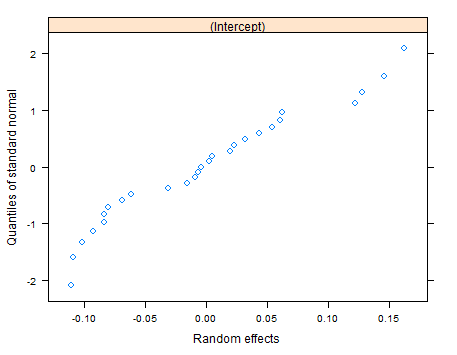 (Intercept)
2
1
0
-1
-2
Quantiles of standard normal
-0.10 -0.05 0.00 0.05 0.10 0.15
Random effects